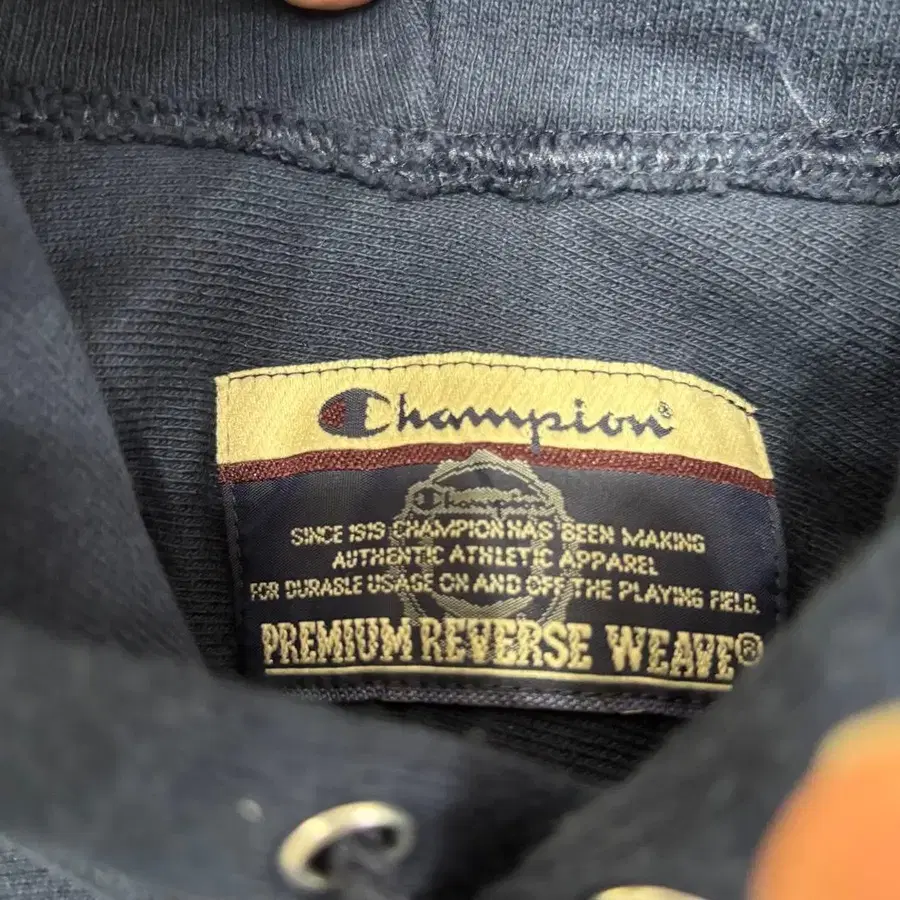 Champion®
Champion
SINCE 1919 CHAMPION HAS BEEN MAKING
AUTHENTIC ATHLETIC APPAREL
FOR DURABLE USAGE ON AND OFF THE PLAYING FIELD.
PREMIUM REVERSE WEAVE®